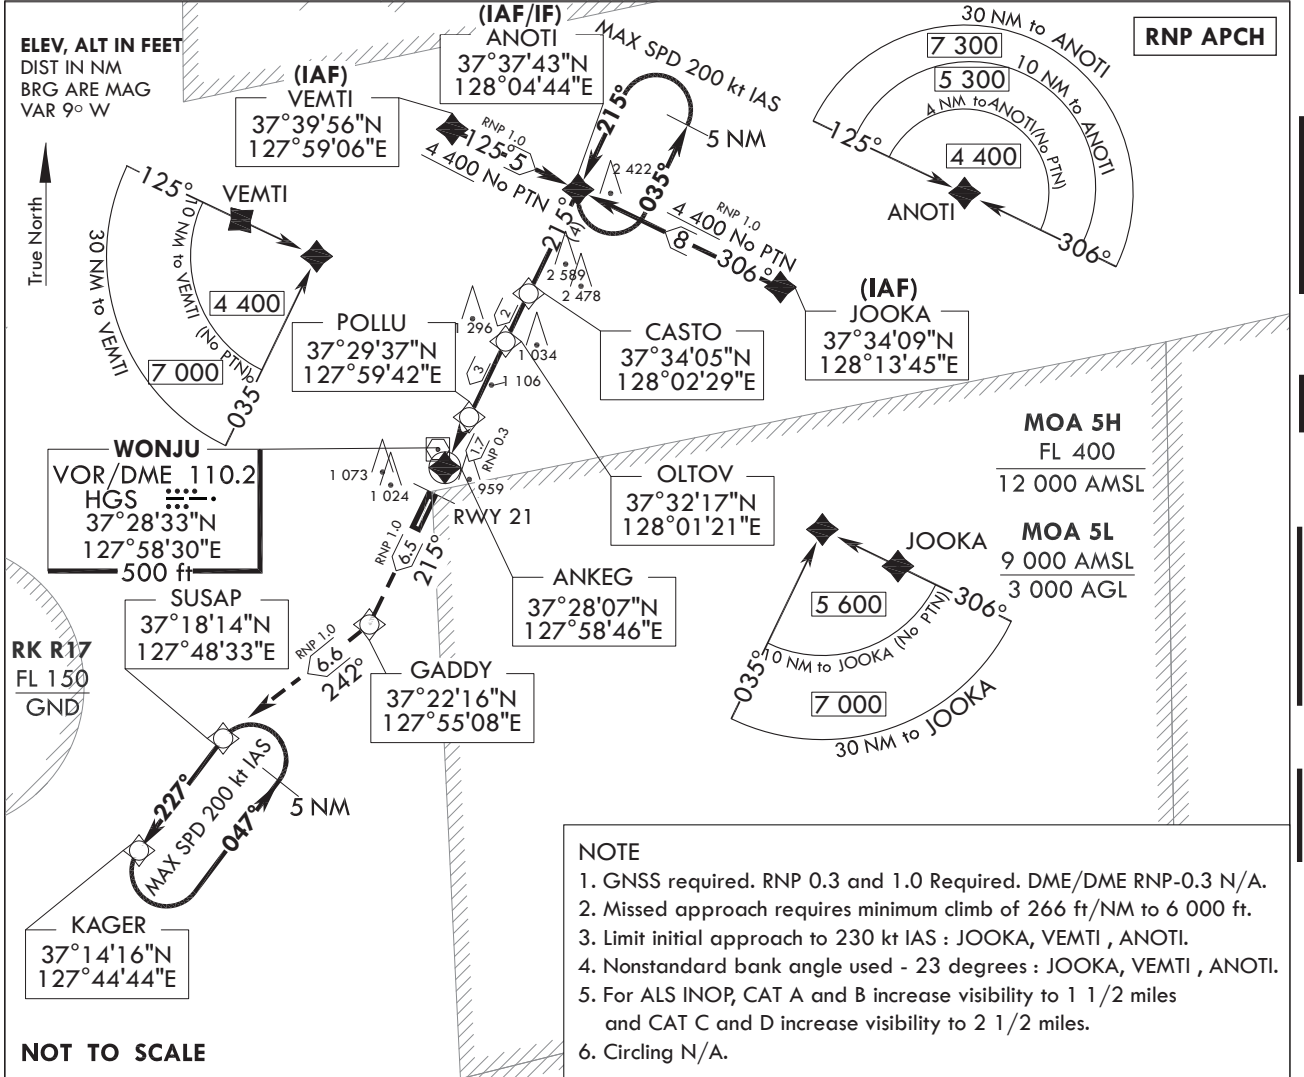 ELEV, ALT IN FEET
DIST IN NM
BRG ARE MAG
VAR 9° W
True North
(IAF)
VEMTI
37°39'56"N
127°59'06"E
(IAF/IF)
ANOTI
37°37'43"N
128°04'44"E
MAX SPD 200 kt IAS
5 NM
215°
035°
RNP 1.0
125°
5
4 400 No PTN
2 422
RNP 1.0
4 400 No PTN
8
306°
(IAF)
JOOKA
37°34'09"N
128°13'45"E
RNP APCH
30 NM to ANOTI
7 300
10 NM to ANOTI
5 300
4 NM to ANOTI(No PTN)
4 400
125°
ANOTI
306°
125°
VEMTI
10 NM to VEMTI (No PTN)
30 NM to VEMTI
4 400
7 000
035°
215°
(4)
2 589
2 478
2
1 296
1 034
3
1 106
1.7
RNP 0.3
POLLU
37°29'37"N
127°59'42"E
CASTO
37°34'05"N
128°02'29"E
OLTOV
37°32'17"N
128°01'21"E
WONJU
VOR/DME 110.2
HGS
37°28'33"N
127°58'30"E
500 ft
1 073
1 024
959
RWY 21
RNP 1.0
6.5
215°
ANKEG
37°28'07"N
127°58'46"E
MOA 5H
FL 400
12 000 AMSL
MOA 5L
9 000 AMSL
3 000 AGL
JOOKA
306°
5 600
10 NM to JOOKA (No PTN)
035°
7 000
30 NM to JOOKA
SUSAP
37°18'14"N
127°48'33"E
RK R17
FL 150
GND
RNP 1.0
6.6
242°
GADDY
37°22'16"N
127°55'08"E
227°
MAX SPD 200 kt IAS
047°
5 NM
KAGER
37°14'16"N
127°44'44"E
NOT TO SCALE
NOTE
1. GNSS required. RNP 0.3 and 1.0 Required. DME/DME RNP-0.3 N/A.
2. Missed approach requires minimum climb of 266 ft/NM to 6 000 ft.
3. Limit initial approach to 230 kt IAS : JOOKA, VEMTI , ANOTI.
4. Nonstandard bank angle used - 23 degrees : JOOKA, VEMTI , ANOTI.
5. For ALS INOP, CAT A and B increase visibility to 1 1/2 miles
and CAT C and D increase visibility to 2 1/2 miles.
6. Circling N/A.